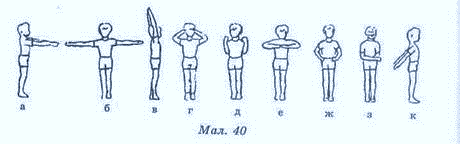 а б в г д е ж з к
Мал. 40